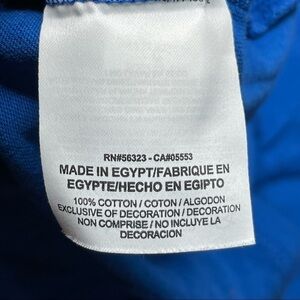 RN#56323 - CA#05553
MADE IN EGYPT/FABRIQUE EN
EGYPTE/HECHO EN EGIPTO
100% COTTON / COTON / ALGODON
EXCLUSIVE OF DECORATION / DECORATION
NON COMPRISE / NO INCLUYE LA
DECORACION